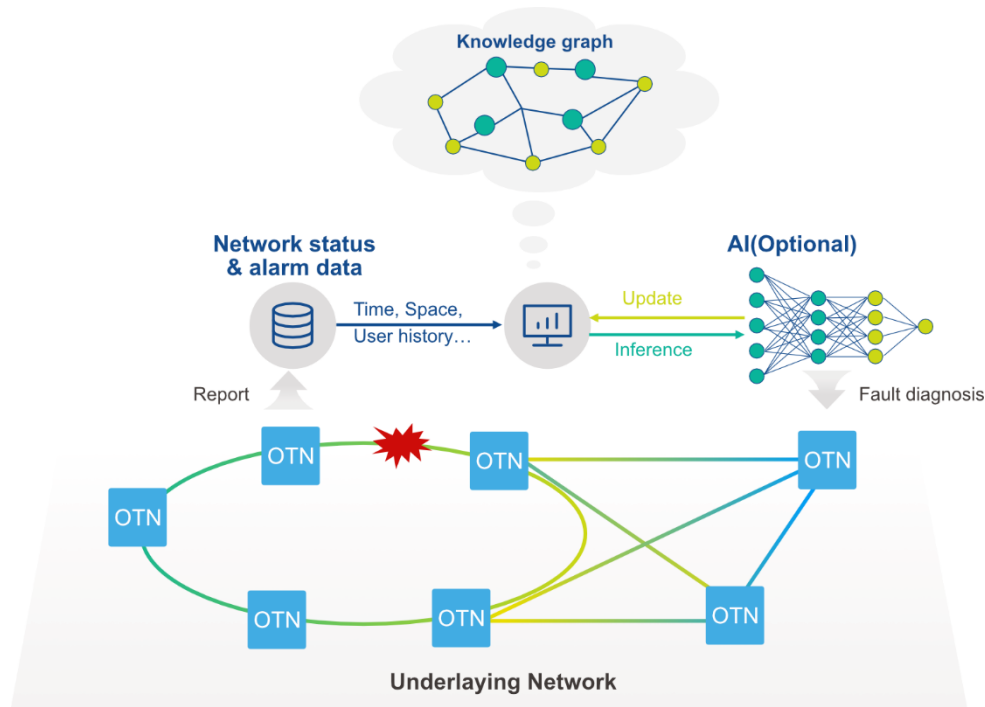 Knowledge graph
Network status
& alarm data
AI(Optional)
Time, Space,
User history…
Update
Inference
Report
Fault diagnosis
OTN
OTN
OTN
OTN
OTN
OTN
OTN
Underlaying Network